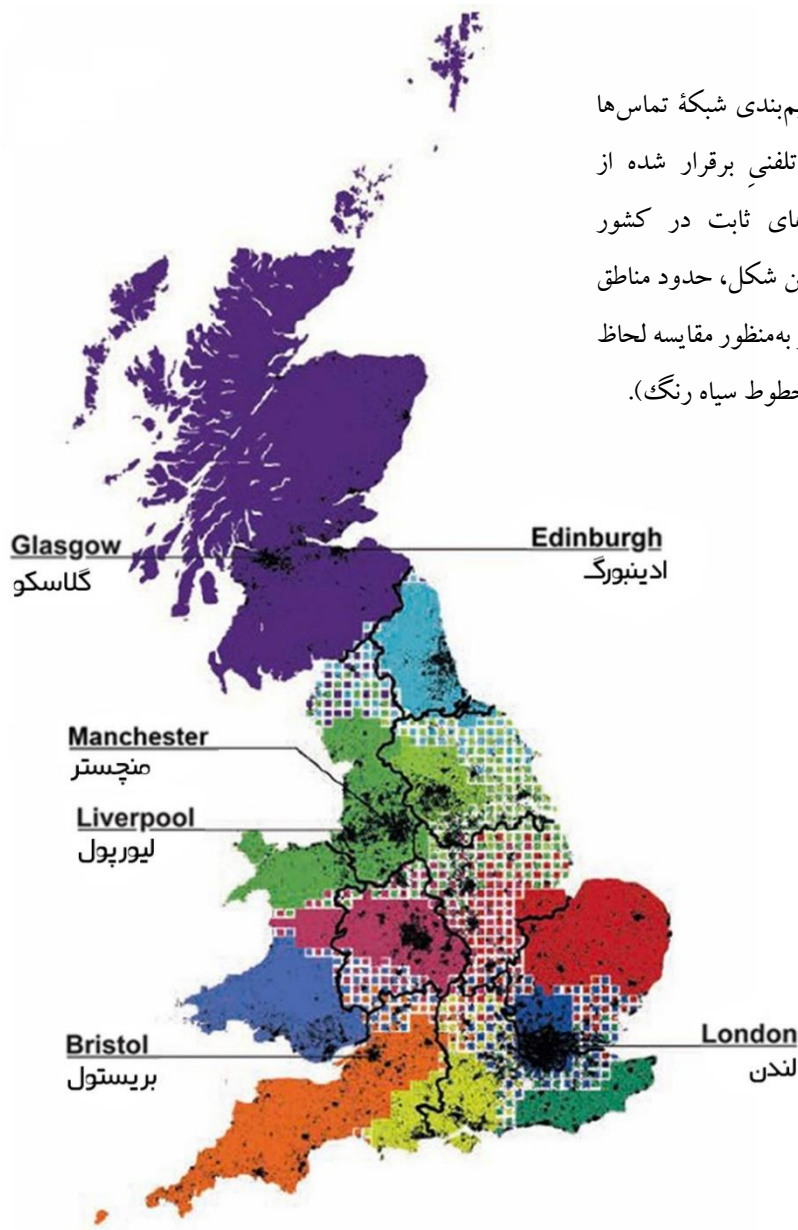 م‌بندی شبکهٔ تماس‌ها
تلفنیِ برقرار شده از
های ثابت در کشور
ن شکل، حدود مناطق
ر به‌منظور مقایسه لحاظ
خطوط سیاه رنگ).
Glasgow
گلاسکو
Edinburgh
ادینبورگ
Manchester
منچستر
Liverpool
لیورپول
Bristol
بریستول
London
لندن